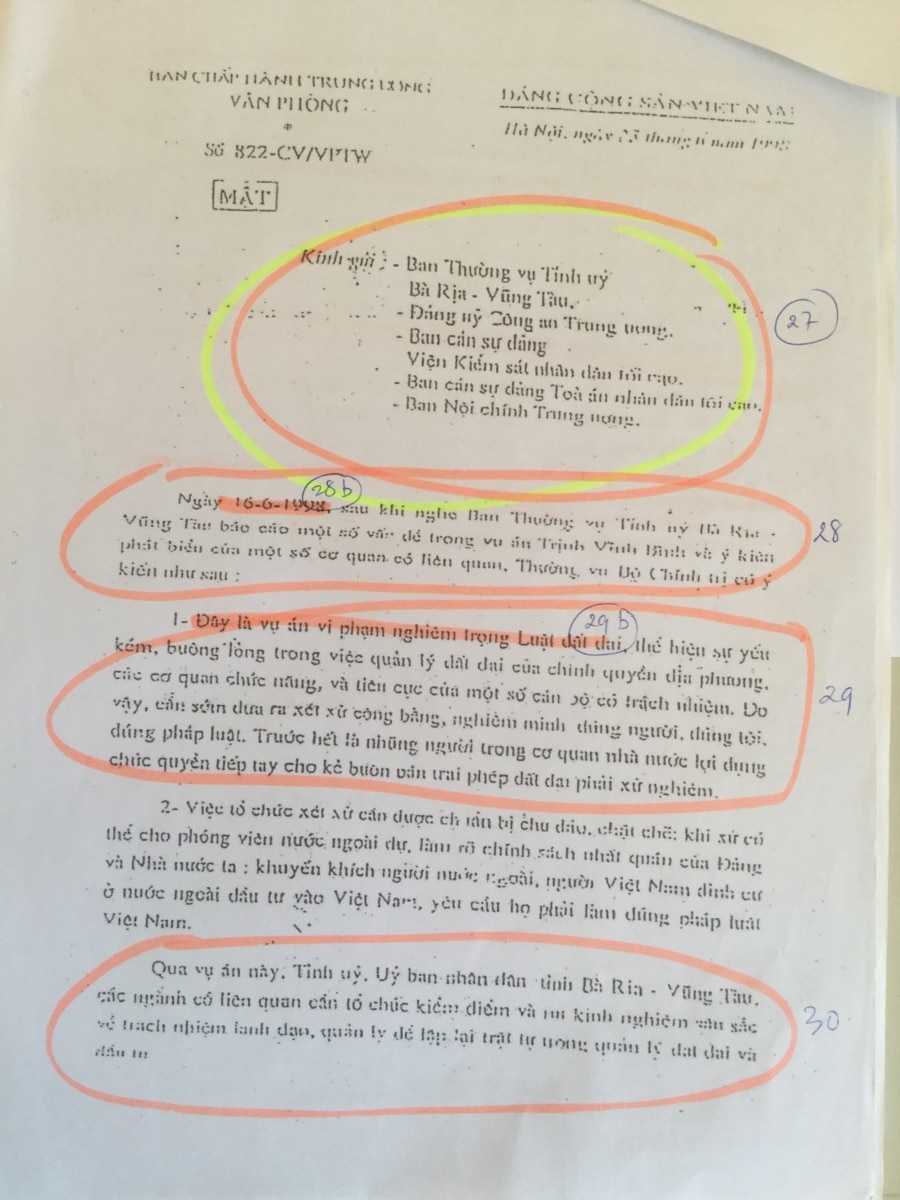 BAN CHẤP HÀNH TRUNG ƯƠNG
VĂN PHÒNG
*
Số 822-CV/VPTW
MẬT
ĐẢNG CỘNG SẢN VIỆT NAM
Hà Nội, ngày 23 tháng 6 năm 1998
Kính gửi : - Ban Thường vụ Tỉnh uỷ
Bà Rịa - Vũng Tàu.
- Đảng uỷ Công an Trung ương.
- Ban cán sự đảng
Viện Kiểm sát nhân dân tối cao.
- Ban cán sự đảng Toà án nhân dân tối cao.
- Ban Nội chính Trung ương.
27
28b
Ngày 16-6-1998, sau khi nghe Ban Thường vụ Tỉnh uỷ Bà Rịa -
Vũng Tàu báo cáo một số vấn đề trong vụ án Trịnh Vĩnh Bình và ý kiến
phát biểu của một số cơ quan có liên quan, Thường vụ Bộ Chính trị có ý
kiến như sau :
28
29b
1- Đây là vụ án vi phạm nghiêm trọng Luật đất đai, thể hiện sự yếu
kém, buông lỏng trong việc quản lý đất đai của chính quyền địa phương,
các cơ quan chức năng, và tiêu cực của một số cán bộ có trách nhiệm. Do
vậy, cần sớm đưa ra xét xử công bằng, nghiêm minh đúng người, đúng tội,
đúng pháp luật. Trước hết là những người trong cơ quan nhà nước lợi dụng
chức quyền tiếp tay cho kẻ buôn bán trái phép đất đai phải xử nghiêm.
29
2- Việc tổ chức xét xử cần được chuẩn bị chu đáo, chặt chẽ; khi xử có
thể cho phóng viên nước ngoài dự, làm rõ chính sách nhất quán của Đảng
và Nhà nước ta : khuyến khích người nước ngoài, người Việt Nam định cư
ở nước ngoài đầu tư vào Việt Nam, yêu cầu họ phải làm đúng pháp luật
Việt Nam.
Qua vụ án này, Tỉnh uỷ, Uỷ ban nhân dân tỉnh Bà Rịa - Vũng Tàu,
các ngành có liên quan cần tổ chức kiểm điểm và rút kinh nghiệm sâu sắc
về trách nhiệm lãnh đạo, quản lý để lập lại trật tự trong quản lý đất đai và
đầu tư
30